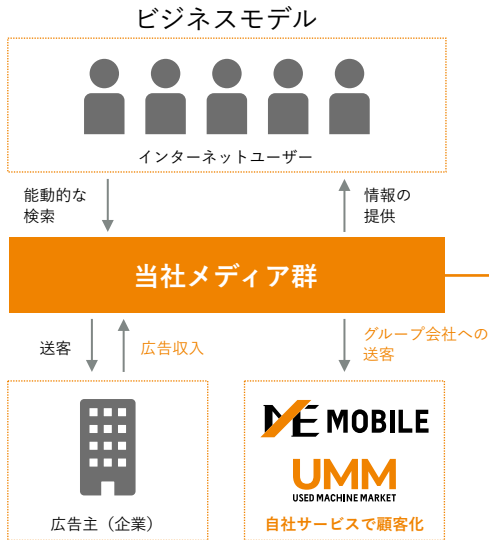 ビジネスモデル
インターネットユーザー
能動的な
検索
情報の
提供
当社メディア群
送客
広告収入
グループ会社への
送客
XE MOBILE
UMM
USED MACHINE MARKET
広告主（企業）
自社サービスで顧客化